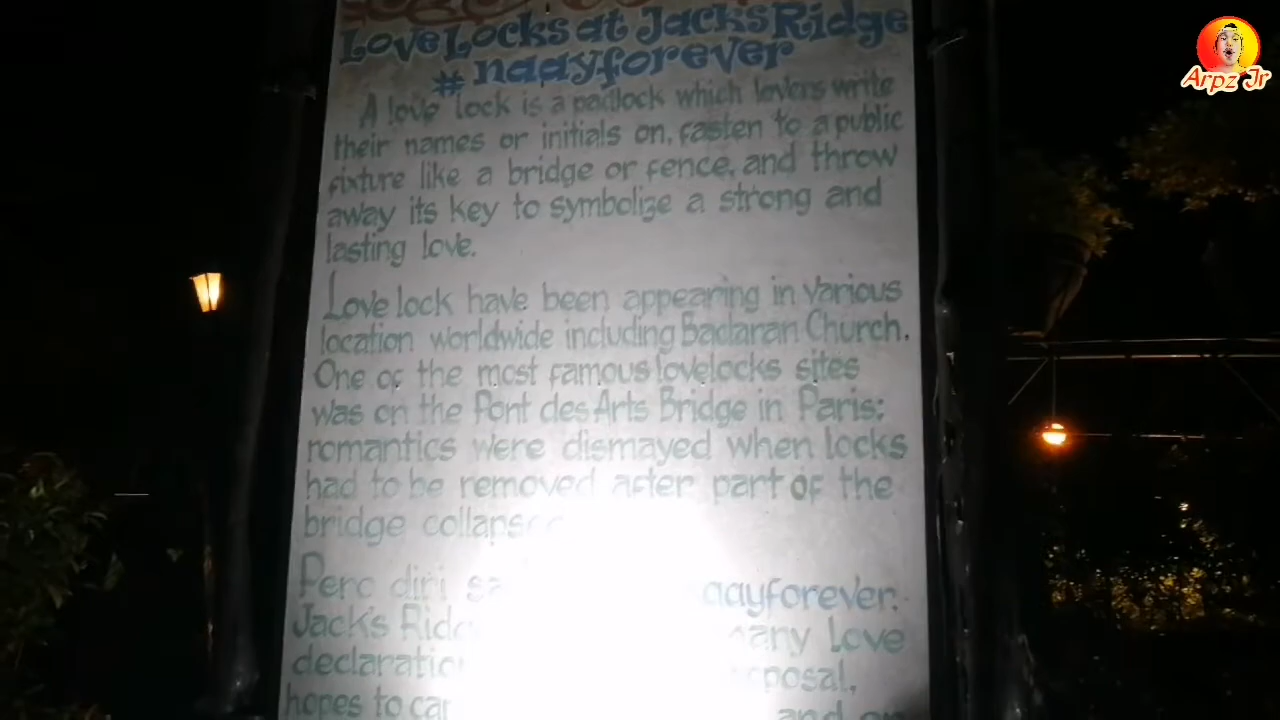 Love Locks at Jacks Ridge
# naayforever
A love lock is a padlock which lovers write
their names or initials on, fasten to a public
fixture like a bridge or fence, and throw
away its key to symbolize a strong and
lasting love.
Love lock have been appearing in various
location worldwide including Baclaran Church.
One of the most famous lovelocks sites
was on the Pont des Arts Bridge in Paris;
romantics were dismayed when locks
had to be removed after part of the
bridge
Pero diri
Jack's Love
hopes to and
Arpz Jr